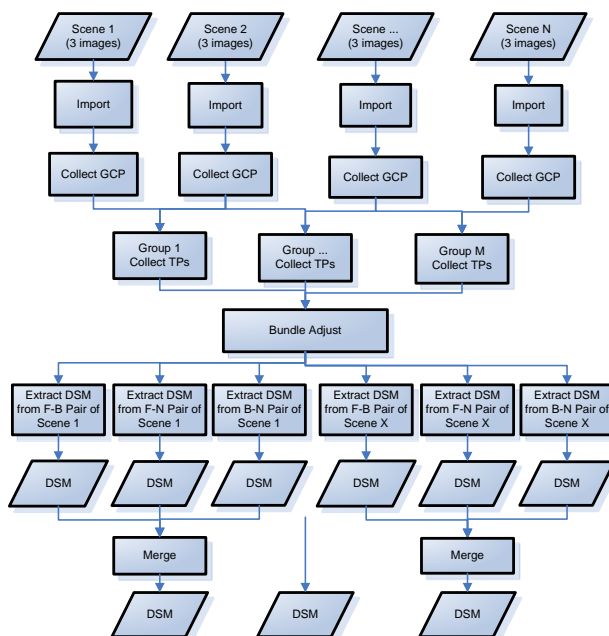 Scene 1
(3 images)
Scene 2
(3 images)
Scene ...
(3 images)
Scene N
(3 images)
Import
Import
Import
Import
Collect GCP
Collect GCP
Collect GCP
Collect GCP
Group 1
Collect TPs
Group ...
Collect TPs
Group M
Collect TPs
Bundle Adjust
Extract DSM
from F-B Pair of
Scene 1
Extract DSM
from F-N Pair of
Scene 1
Extract DSM
from B-N Pair of
Scene 1
Extract DSM
from F-B Pair of
Scene X
Extract DSM
from F-N Pair of
Scene X
Extract DSM
from B-N Pair of
Scene X
DSM
DSM
DSM
DSM
DSM
DSM
Merge
Merge
DSM
DSM
DSM